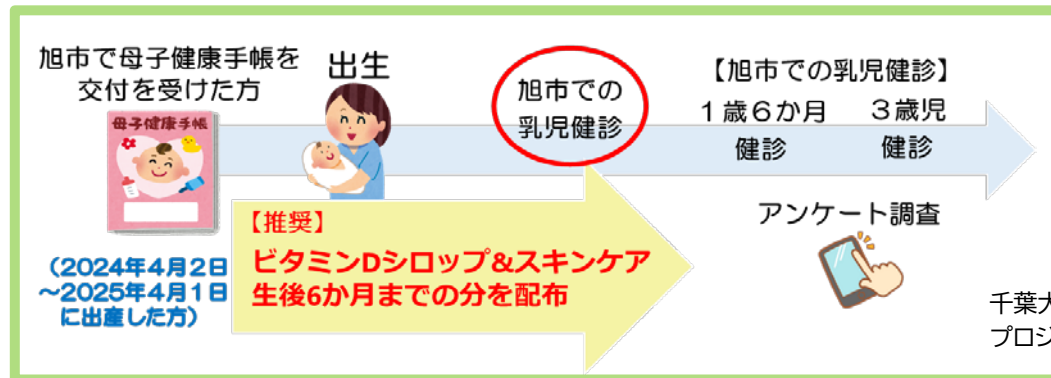 旭市で母子健康手帳を
交付を受けた方
母子健康手帳
(2024年4月2日
～2025年4月1日
に出産した方)
出生
【推奨】
ビタミンDシロップ&スキンケア
生後6か月までの分を配布
旭市での
乳児健診
【旭市での乳児健診】
1歳6か月
健診
3歳児
健診
アンケート調査
千葉大
プロジ